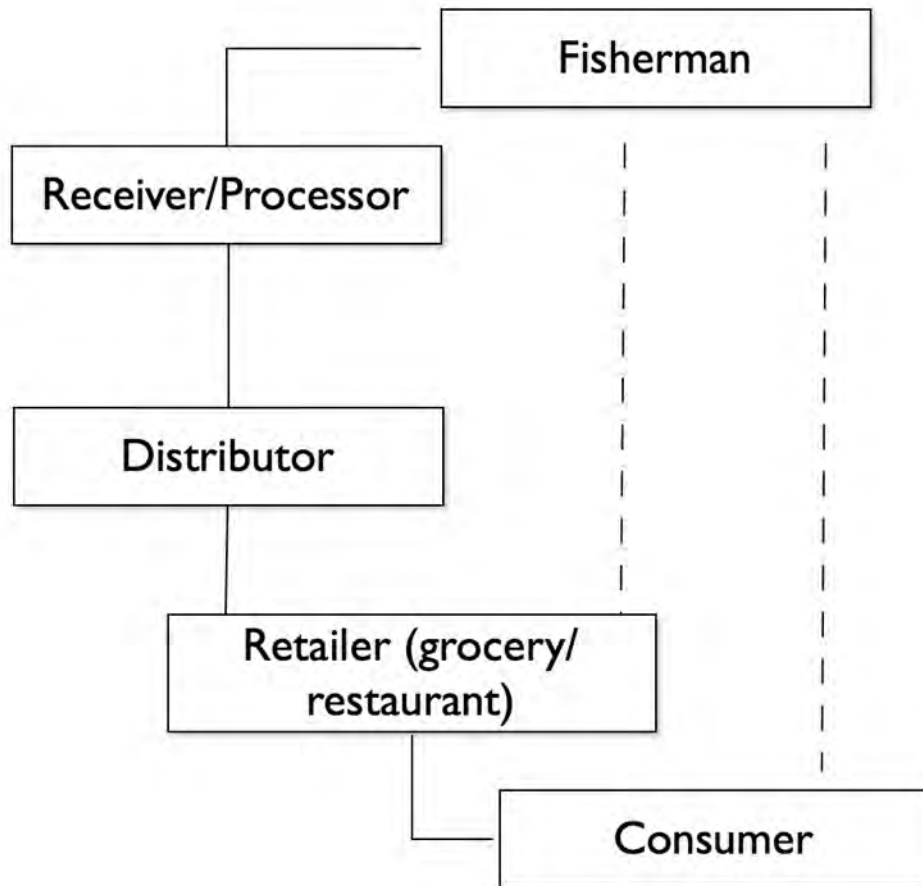 Fisherman
Receiver/Processor
Distributor
Retailer (grocery/
restaurant)
Consumer